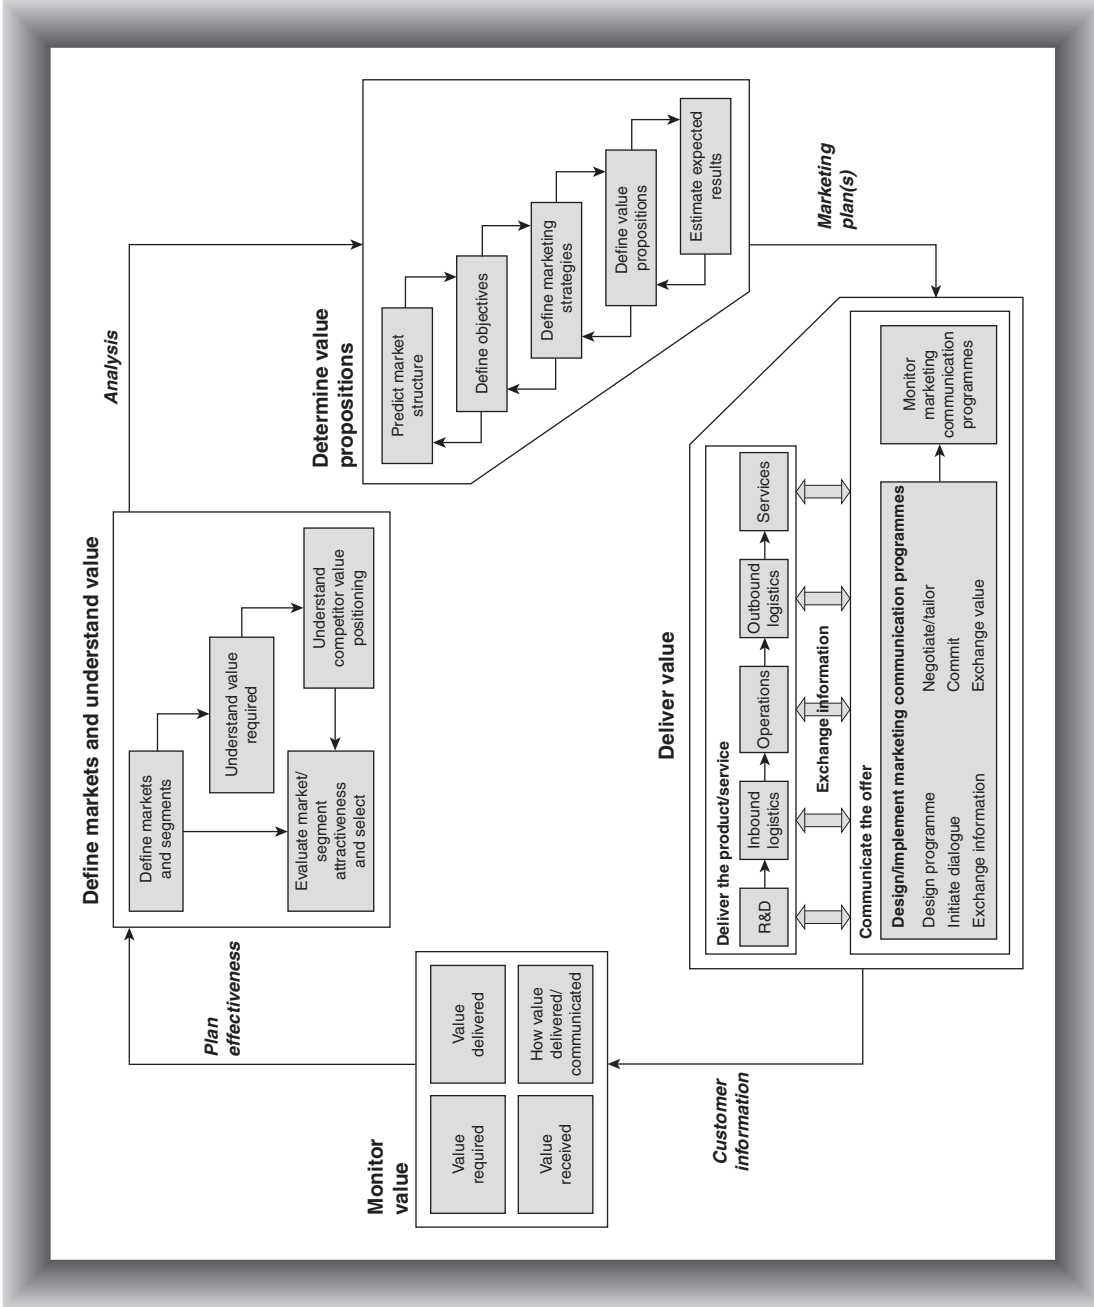 Define markets and understand value
Define markets
and segments
Understand value
required
Understand
competitor value
positioning
Evaluate market/
segment
attractiveness
and select
Analysis
Determine value
propositions
Predict market
structure
Define objectives
Define marketing
strategies
Define value
propositions
Estimate expected
results
Marketing
plan(s)
Deliver value
Deliver the product/service
R&D
Inbound
logistics
Operations
Outbound
logistics
Services
Exchange information
Communicate the offer
Design/implement marketing communication programmes
Design programme
Initiate dialogue
Exchange information
Negotiate/tailor
Commit
Exchange value
Monitor
marketing
communication
programmes
Customer
information
Monitor
value
Value
required
Value
delivered
Value
received
How value
delivered/
communicated
Plan
effectiveness